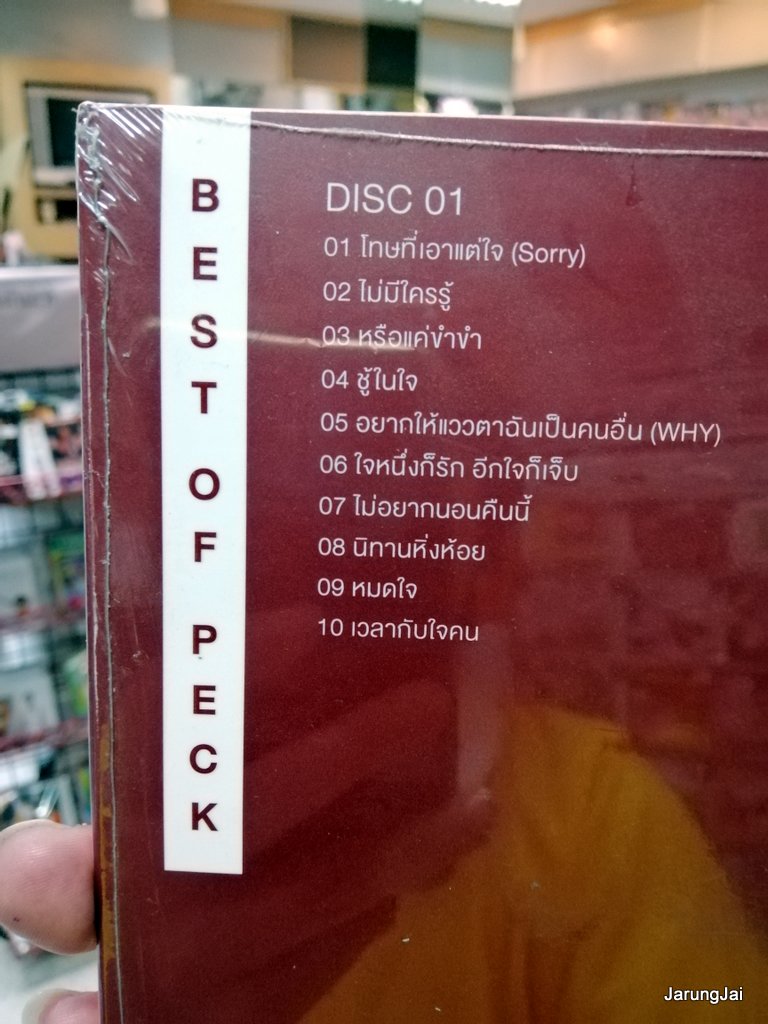 BEST OF PECK
DISC 01
01 โทษที่เอาแต่ใจ (Sorry)
02 ไม่มีใครรู้
03 หรือแค่ขำขำ
04 ชู้ในใจ
05 อยากให้แววตาฉันเป็นคนอื่น (WHY)
06 ใจหนึ่งก็รัก อีกใจก็เจ็บ
07 ไม่อยากนอนคืนนี้
08 นิทานหิ่งห้อย
09 หมดใจ
10 เวลากับใจคน
JarungJai